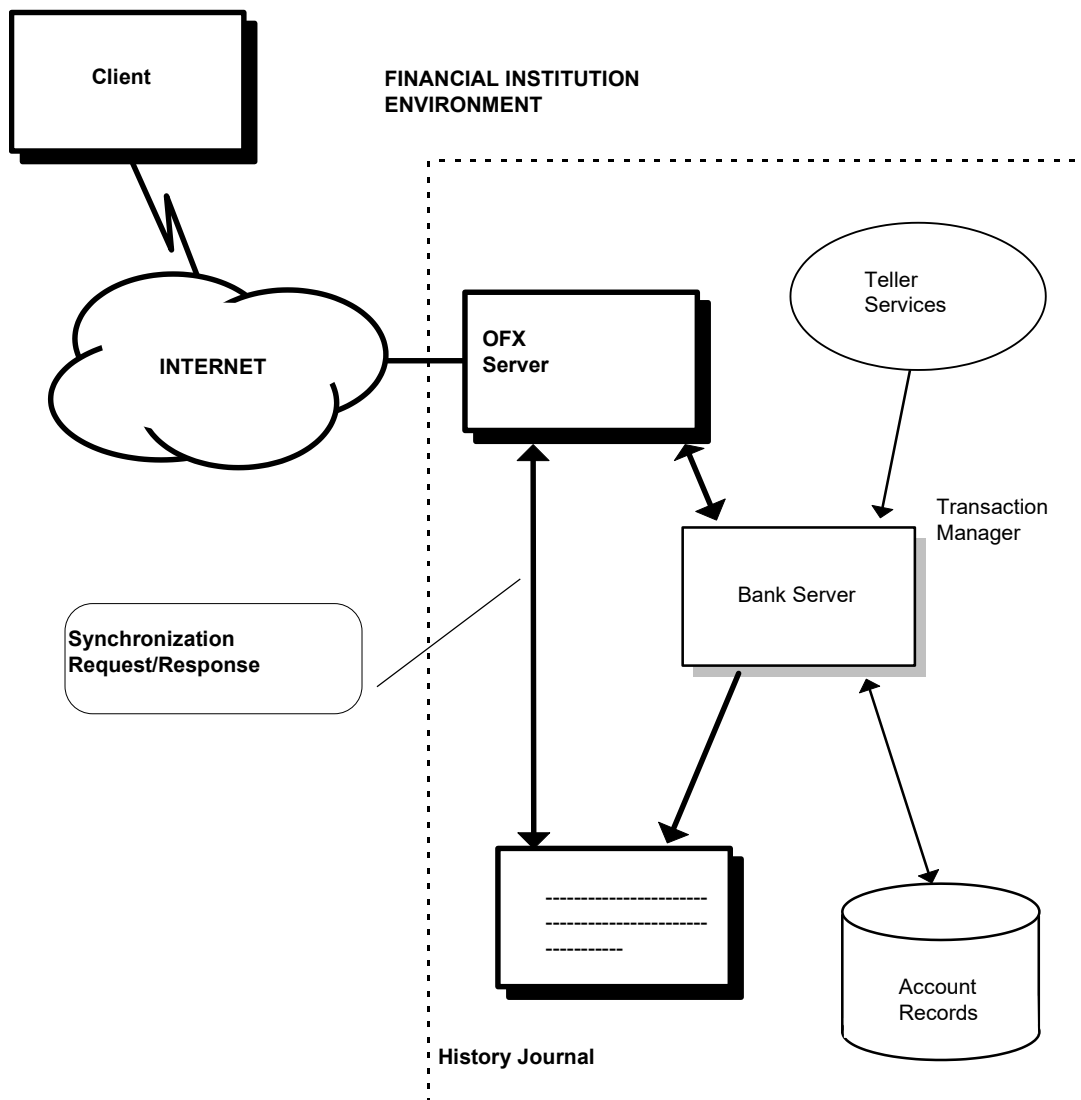 Client
FINANCIAL INSTITUTION
ENVIRONMENT
Teller
Services
OFX
Server
INTERNET
Transaction
Manager
Bank Server
Synchronization
Request/Response
-----------------------
-----------------------
-----------
Account
Records
History Journal